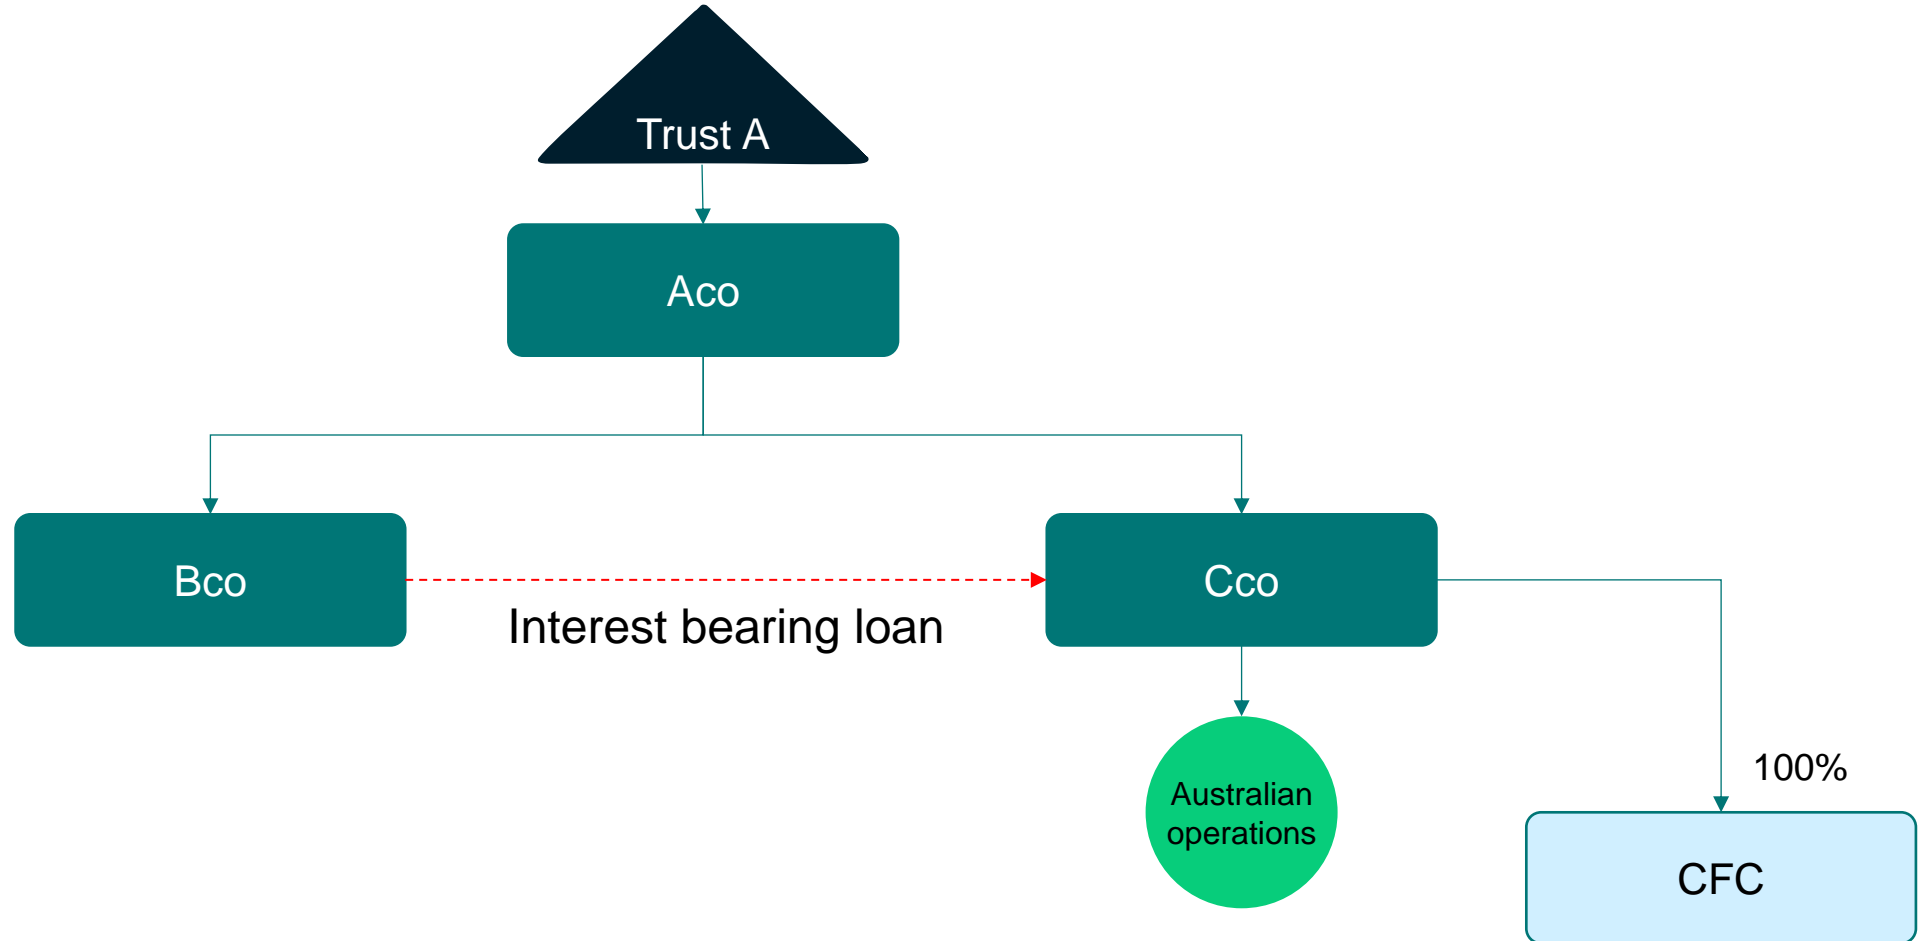 Trust A
Aco
Bco
Interest bearing loan
Cco
Australian
operations
100%
CFC